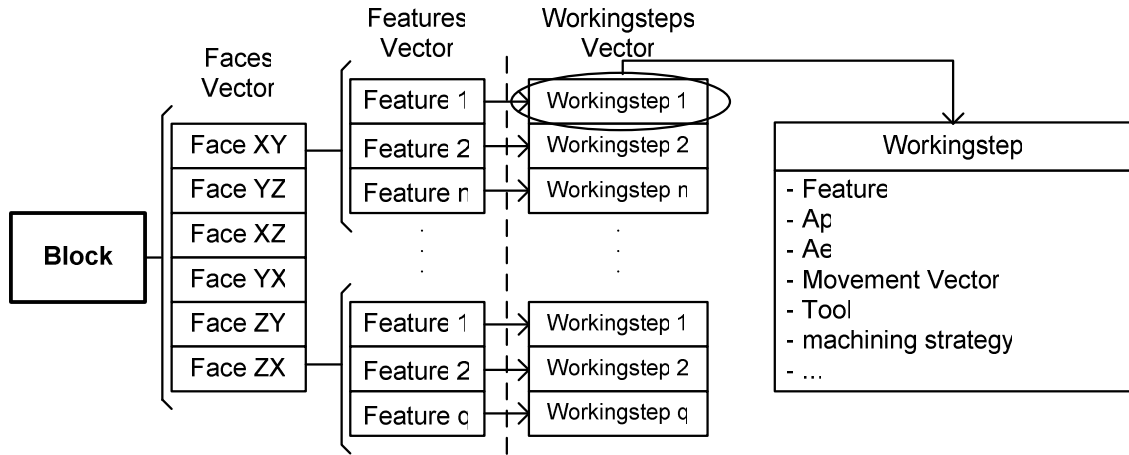 Faces
Vector
Features
Vector
Workingsteps
Vector
Block
Face XY
Face YZ
Face XZ
Face YX
Face ZY
Face ZX
Feature 1
Feature 2
Feature n
.
.
.
Feature 1
Feature 2
Feature q
Workingstep 1
Workingstep 2
Workingstep n
.
.
.
Workingstep 1
Workingstep 2
Workingstep q
Workingstep
- Feature
- Ap
- Ae
- Movement Vector
- Tool
- machining strategy
- ...